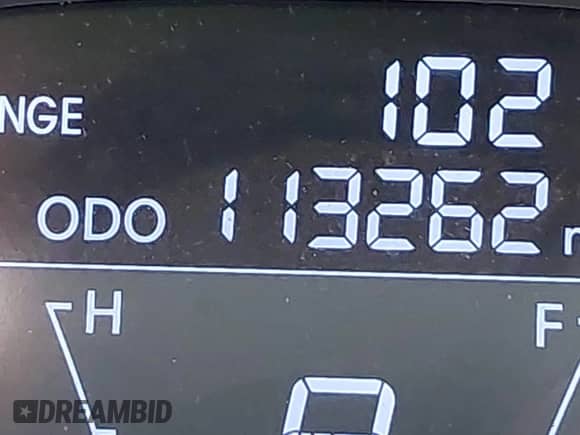 NGE 102
ODO 113262
H F
DREAMBID